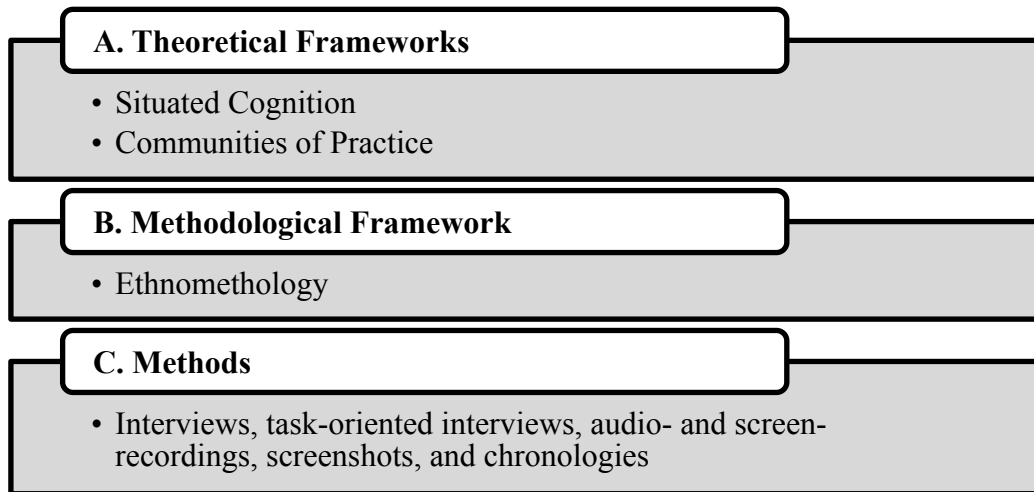 A. Theoretical Frameworks
• Situated Cognition
• Communities of Practice
B. Methodological Framework
• Ethnomethology
C. Methods
• Interviews, task-oriented interviews, audio- and screen-
recordings, screenshots, and chronologies